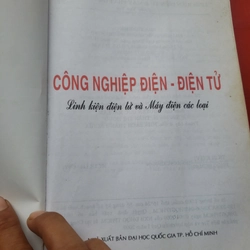 CÔNG NGHIỆP ĐIỆN - ĐIỆN TỬ
Linh kiện điện tử và Máy điện các loại
XUẤT BẢN ĐẠI HỌC QUỐC GIA TP. HỒ CHÍ MINH